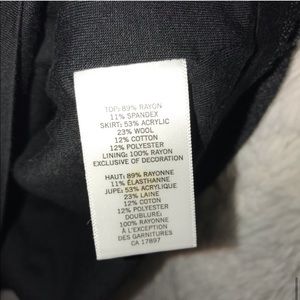 TOP: 89% RAYON
11% SPANDEX
SKIRT: 53% ACRYLIC
23% WOOL
12% COTTON
12% POLYESTER
LINING: 100% RAYON
EXCLUSIVE OF DECORATION
HAUT: 89% RAYONNE
11% ÉLASTHANNE
JUPE: 53% ACRYLIQUE
23% LAINE
12% COTON
12% POLYESTER
DOUBLURE:
100% RAYONNE
À L'EXCEPTION
DES GARNITURES
CA 17897